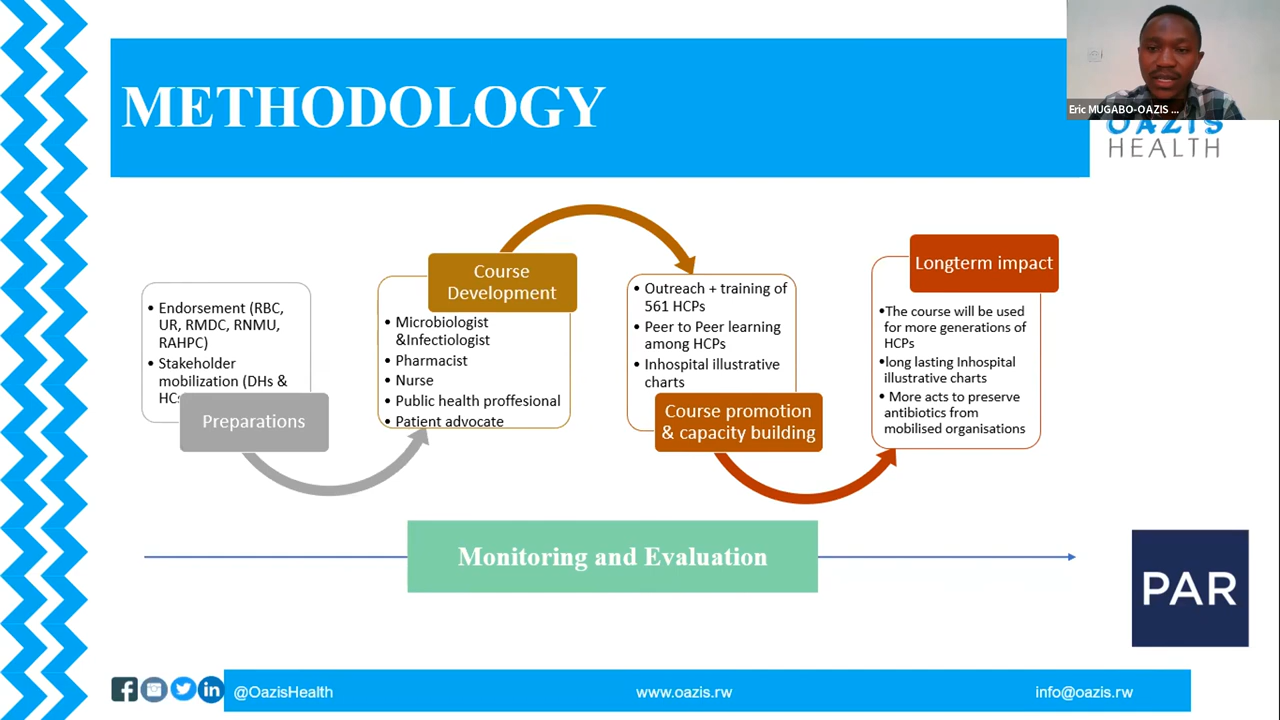 METHODOLOGY
Eric MUGABO-OAZIS ...
OAZIS
HEALTH
• Endorsement (RBC,
UR, RMDC, RNMU,
RAHPC)
• Stakeholder
mobilization (DHs &
Preparations
Course
Development
• Microbiologist
&Infectiologist
• Pharmacist
• Nurse
• Public health proffesional
• Patient advocate
• Outreach + training of
561 HCPs
• Peer to Peer learning
among HCPs
• Inhospital illustrative
charts
Course promotion
& capacity building
Longterm impact
•The course will be used
for more generations of
HCPs
•long lasting Inhospital
illustrative charts
• More acts to preserve
antibiotics from
mobilised organisations
Monitoring and Evaluation
PAR
@OazisHealth
www.oazis.rw
info@oazis.rw